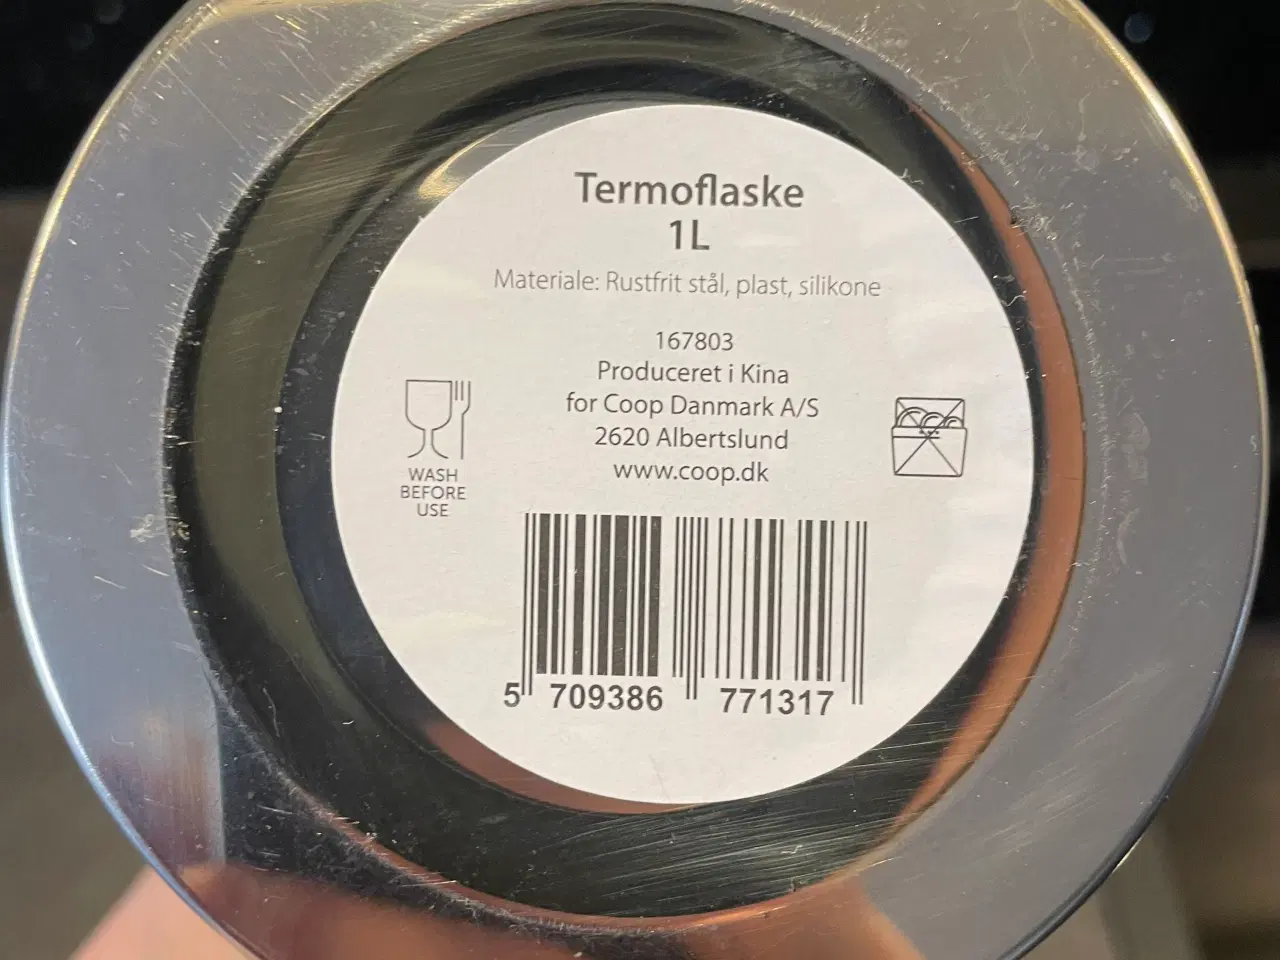 Termoflaske
1L
Materiale: Rustfrit stål, plast, silikone
167803
Produceret i Kina
for Coop Danmark A/S
2620 Albertslund
www.coop.dk
WASH
BEFORE
USE
5 709386 771317